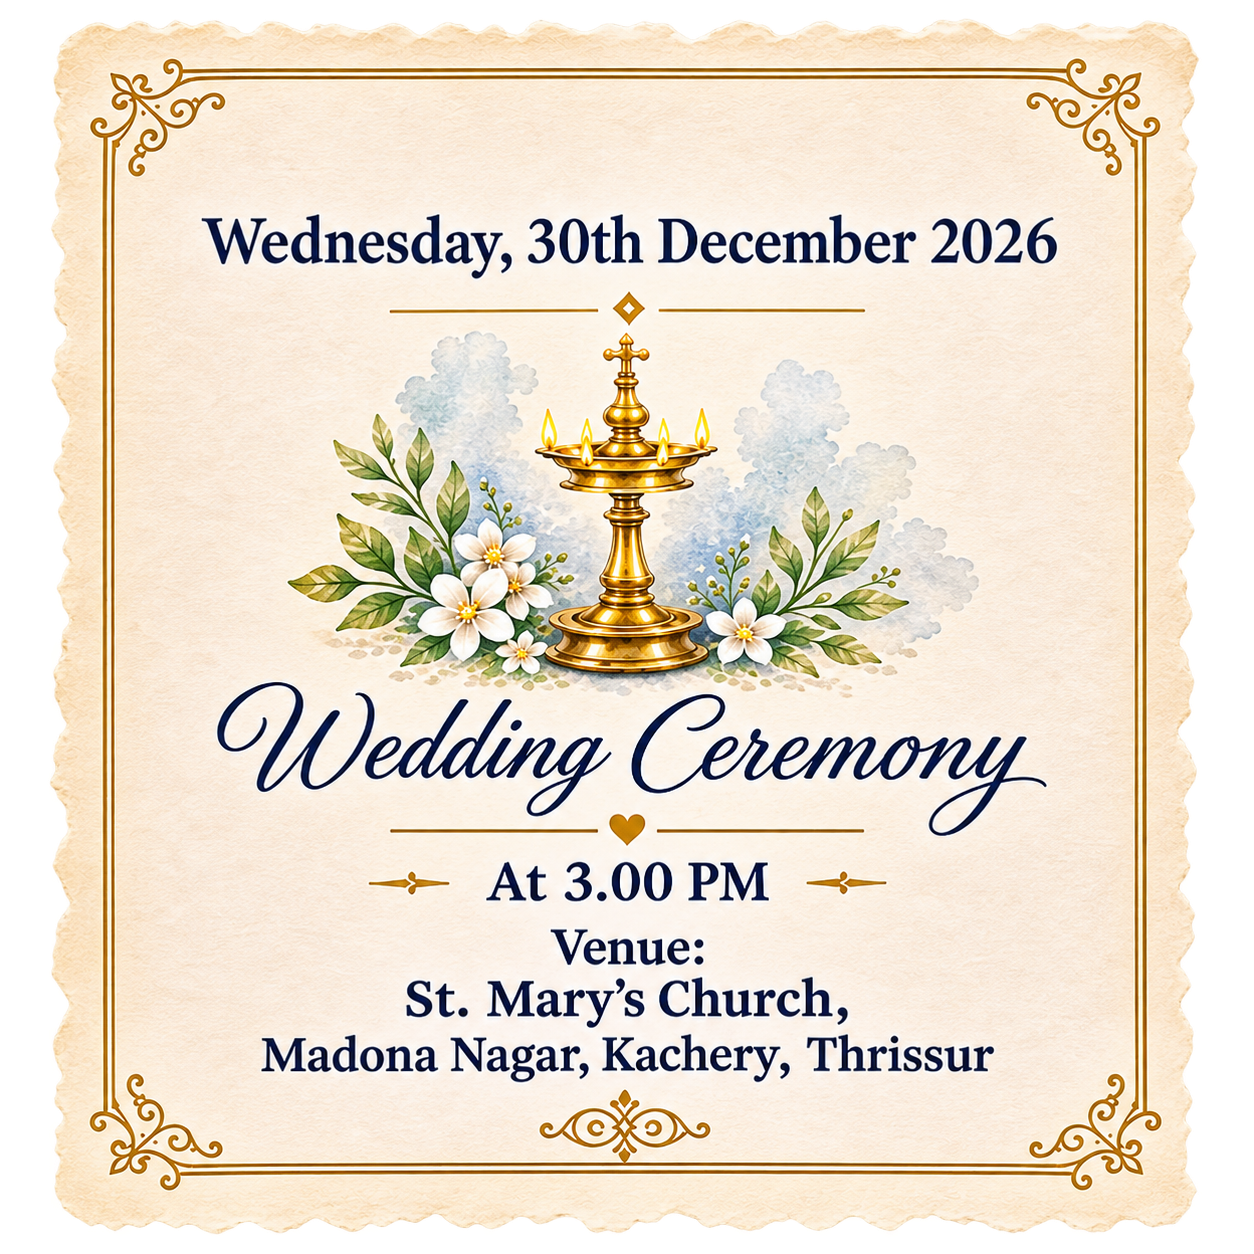 Wednesday, 30th December 2026
Wedding Ceremony
At 3.00 PM
Venue:
St. Mary’s Church,
Madona Nagar, Kachery, Thrissur